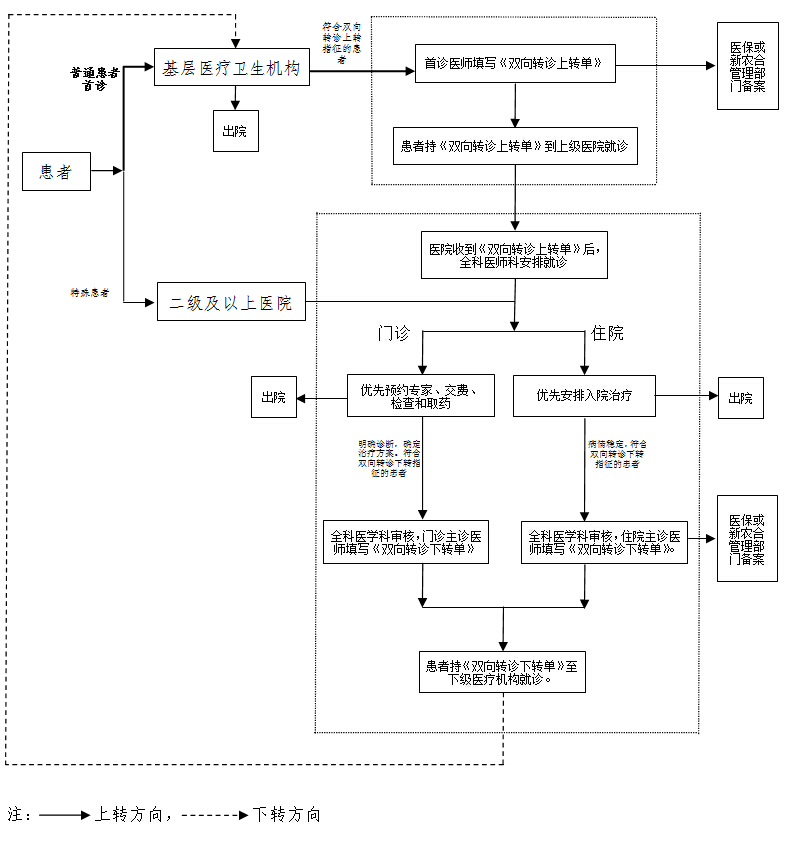 符合双向
转诊上转
指征的患
者
普通患者
首诊
基层医疗卫生机构
首诊医师填写《双向转诊上转单》
医保或
新农合
管理部
门备案
出院
患者持《双向转诊上转单》到上级医院就诊
患者
医院收到《双向转诊上转单》后，
全科医师科安排就诊
特殊患者
二级及以上医院
门诊
住院
出院
优先预约专家、交费、
检查和取药
优先安排入院治疗
出院
明确诊断，确定
治疗方案。符合
双向转诊下转指
征的患者
病情稳定，符合
双向转诊下转
指征的患者
全科医学科审核，门诊主诊医
师填写《双向转诊下转单》
全科医学科审核，住院主诊医
师填写《双向转诊下转单》。
医保或
新农合
管理部
门备案
患者持《双向转诊下转单》至
下级医疗机构就诊。
注：上转方向，下转方向